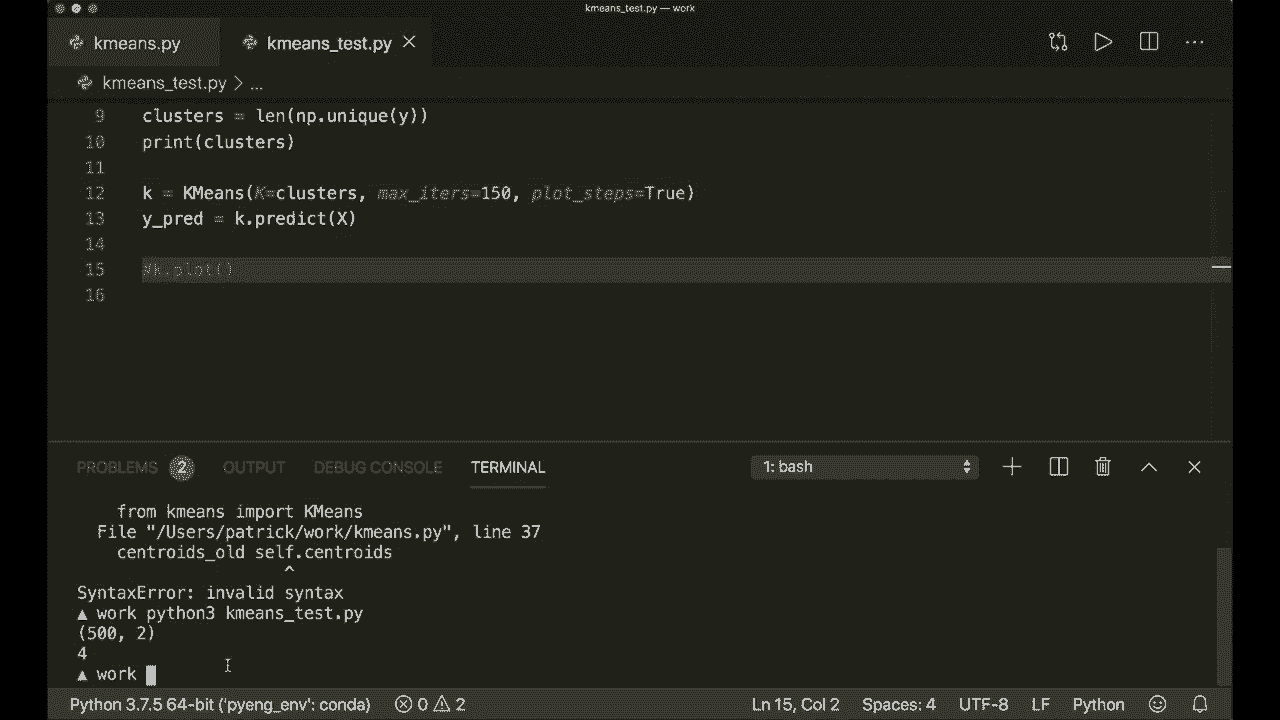 kmeans_test.py — work
kmeans.py
kmeans_test.py
kmeans_test.py > ...
9 clusters = len(np.unique(y))
10 print(clusters)
11
12 k = KMeans(K=clusters, max_iters=150, plot_steps=True)
13 y_pred = k.predict(X)
14
15 #k.plot()
16
PROBLEMS 2 OUTPUT DEBUG CONSOLE TERMINAL 1: bash
from kmeans import KMeans
File "/Users/patrick/work/kmeans.py", line 37
centroids_old self.centroids
^
SyntaxError: invalid syntax
▲ work python3 kmeans_test.py
(500, 2)
4
▲ work
Python 3.7.5 64-bit ('pyeng_env': conda) 0 2 Ln 15, Col 2 Spaces: 4 UTF-8 LF Python